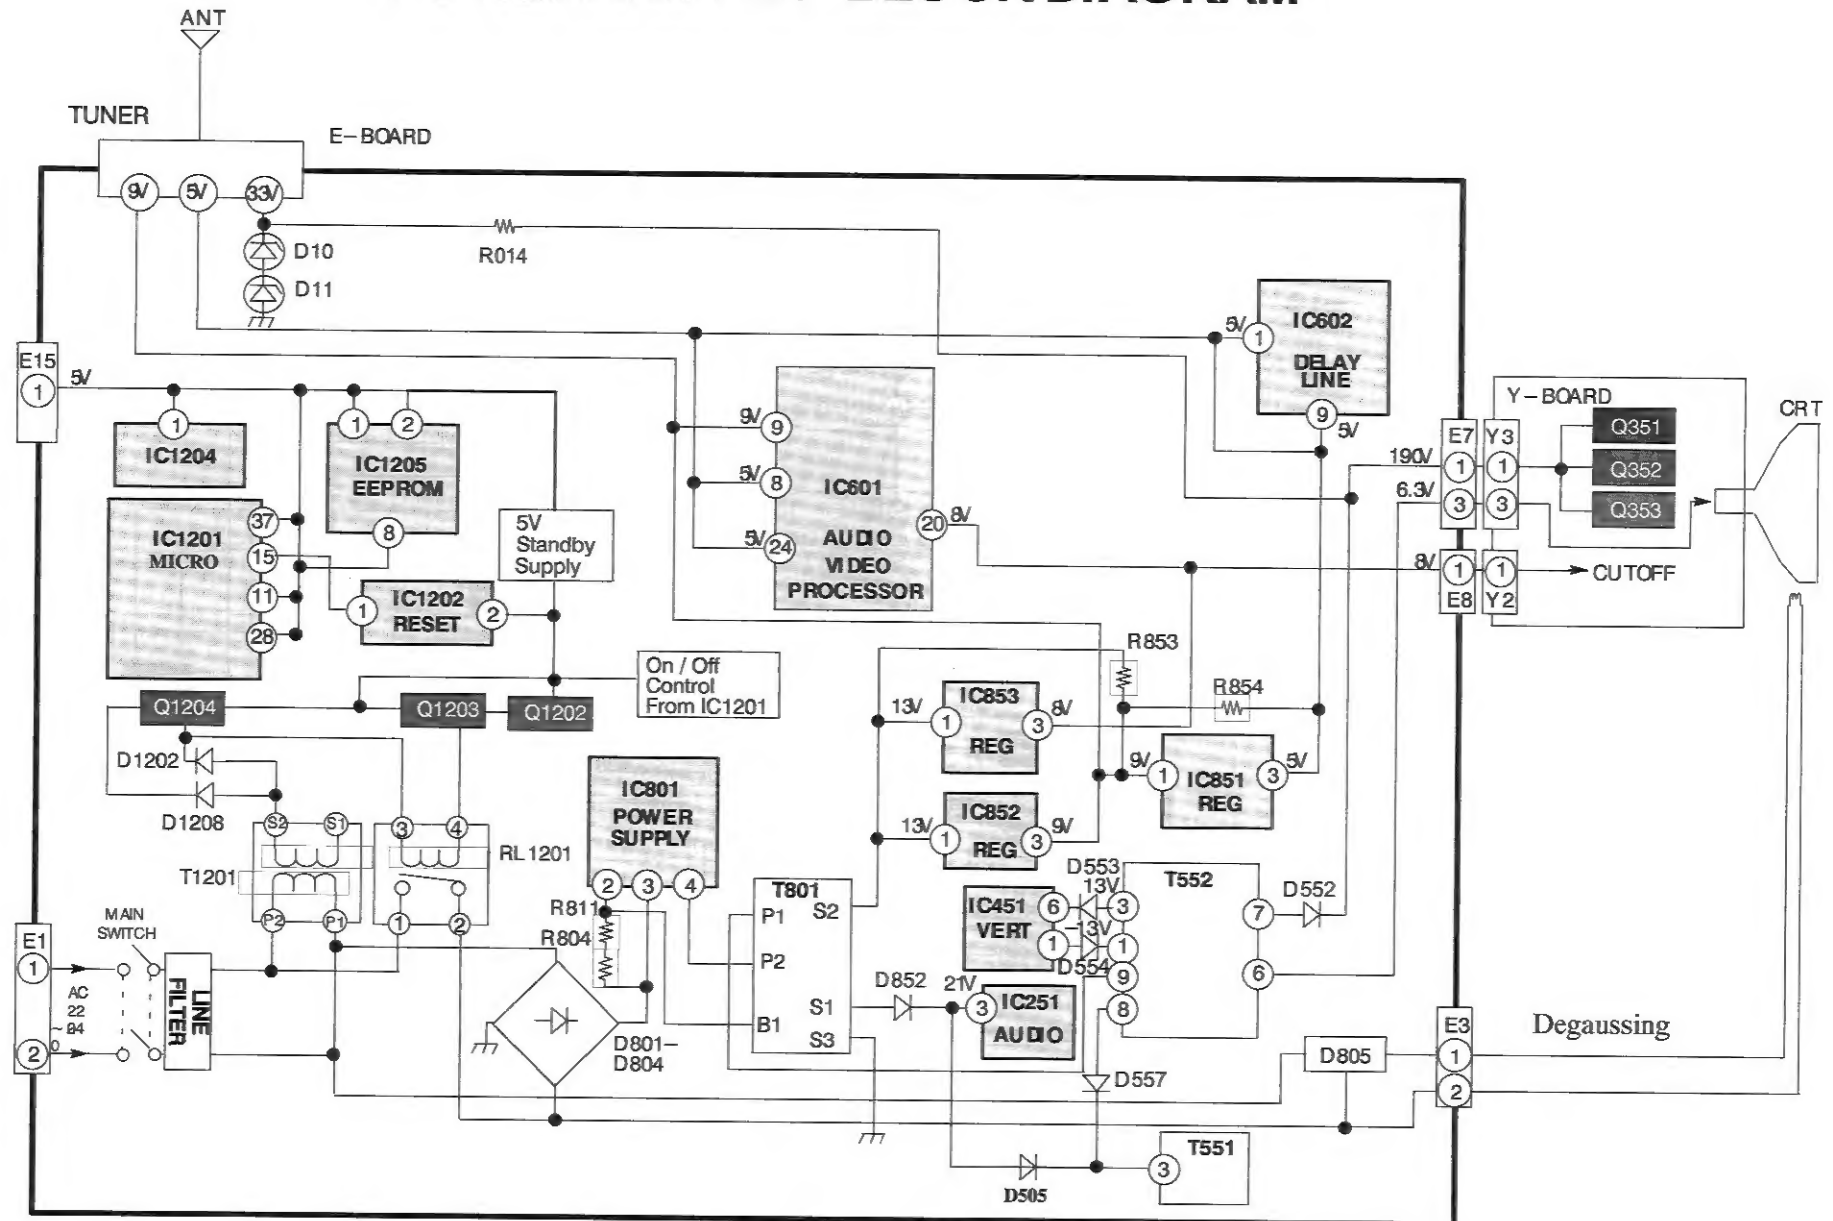 ANT
TUNER
E-BOARD
9V
5V
33V
D10
D11
R014
E15
1
5V
1
IC1204
1
2
IC1205
EEPROM
8
IC1201
MICRO
37
15
11
28
1
IC1202
RESET
2
5V
Standby
Supply
On / Off
Control
From IC1201
Q1204
Q1203
Q1202
D1202
D1208
S2
S1
T1201
P2
P1
3
4
RL1201
1
2
MAIN
SWITCH
E1
1
2
AC
22
LINE
FILTER
9V
9
5V
8
5V
24
IC601
AUDIO
VIDEO
PROCESSOR
20
8V
5V
1
IC602
DELAY
LINE
9
5V
190V
6.3V
8V
E7
1
3
1
E8
Y3
1
3
1
Y2
Y-BOARD
Q351
Q352
Q353
CUTOFF
CRT
R853
R854
13V
1
IC853
REG
3
8V
13V
1
IC852
REG
3
9V
9V
1
IC851
REG
3
5V
IC801
POWER
SUPPLY
2
3
4
R811
R804
D801-
D804
T801
P1
P2
B1
S2
S1
S3
D852
21V
3
IC251
AUDIO
IC451
VERT
6
1
D553
13V
-13V
D554
3
1
9
8
T552
7
6
D552
D557
D505
3
T551
D805
E3
1
2
Degaussing